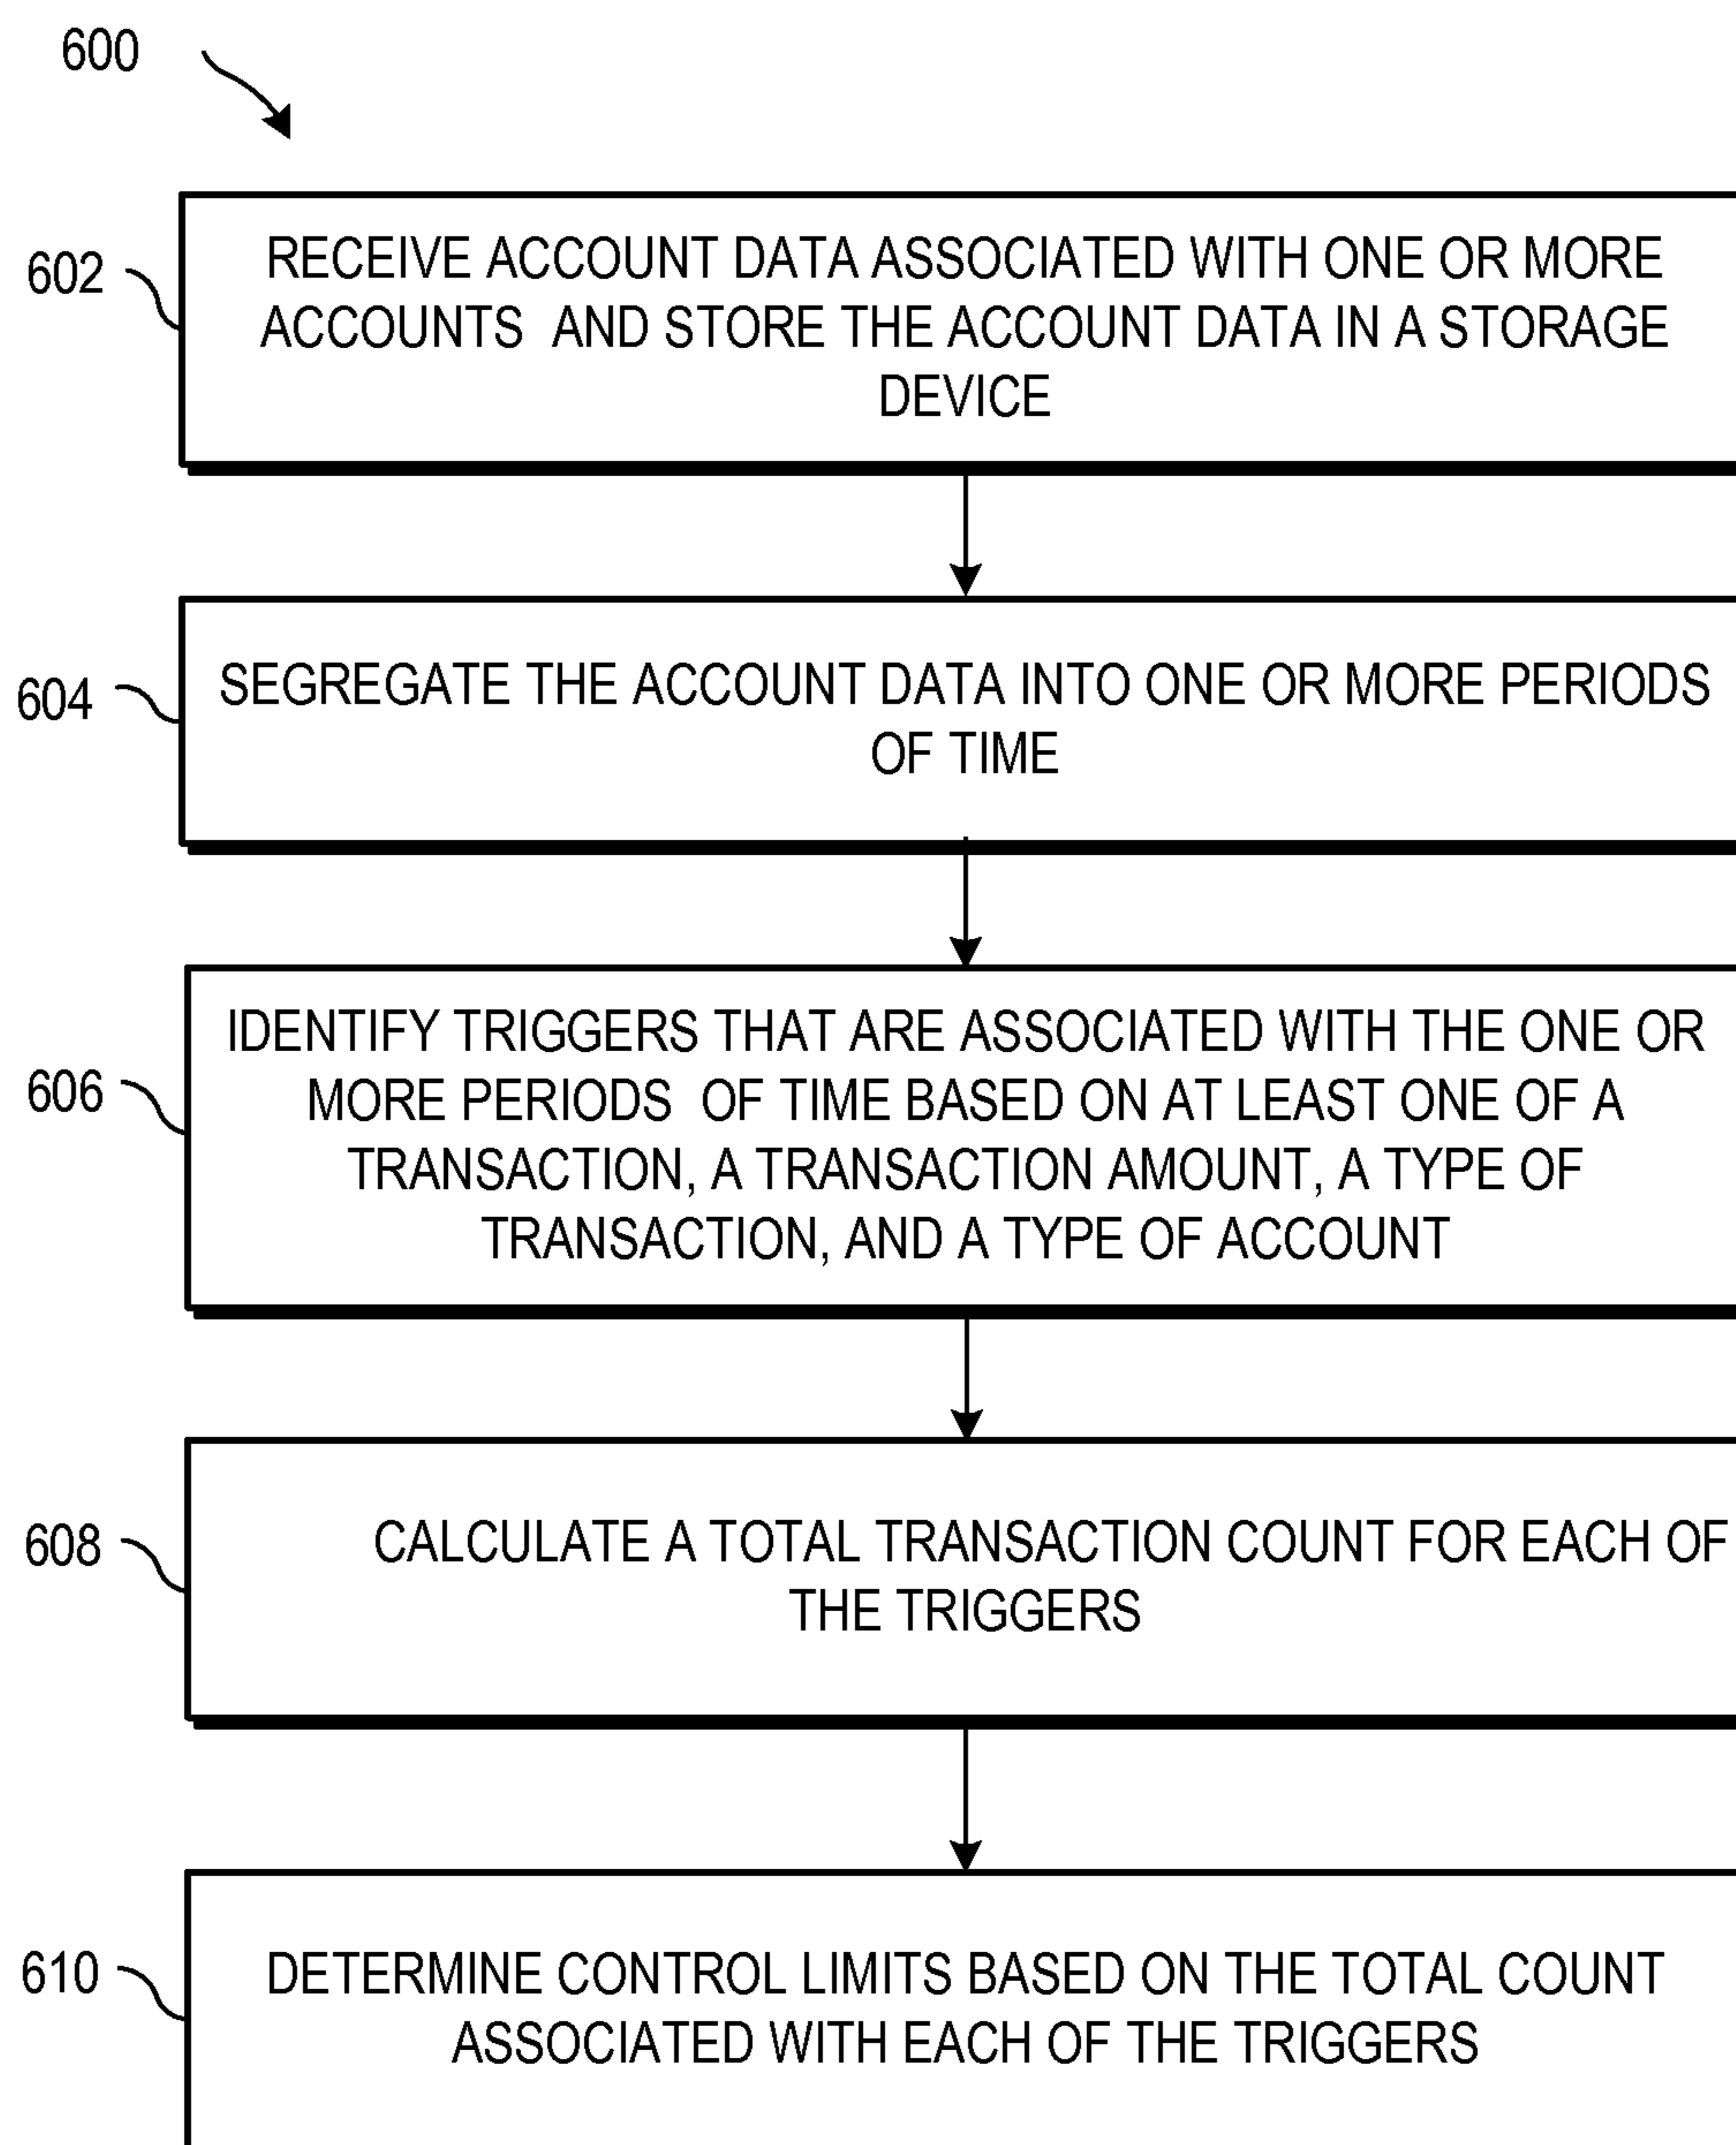 600
602
RECEIVE ACCOUNT DATA ASSOCIATED WITH ONE OR MORE
ACCOUNTS AND STORE THE ACCOUNT DATA IN A STORAGE
DEVICE
604
SEGREGATE THE ACCOUNT DATA INTO ONE OR MORE PERIODS
OF TIME
606
IDENTIFY TRIGGERS THAT ARE ASSOCIATED WITH THE ONE OR
MORE PERIODS OF TIME BASED ON AT LEAST ONE OF A
TRANSACTION, A TRANSACTION AMOUNT, A TYPE OF
TRANSACTION, AND A TYPE OF ACCOUNT
608
CALCULATE A TOTAL TRANSACTION COUNT FOR EACH OF
THE TRIGGERS
610
DETERMINE CONTROL LIMITS BASED ON THE TOTAL COUNT
ASSOCIATED WITH EACH OF THE TRIGGERS